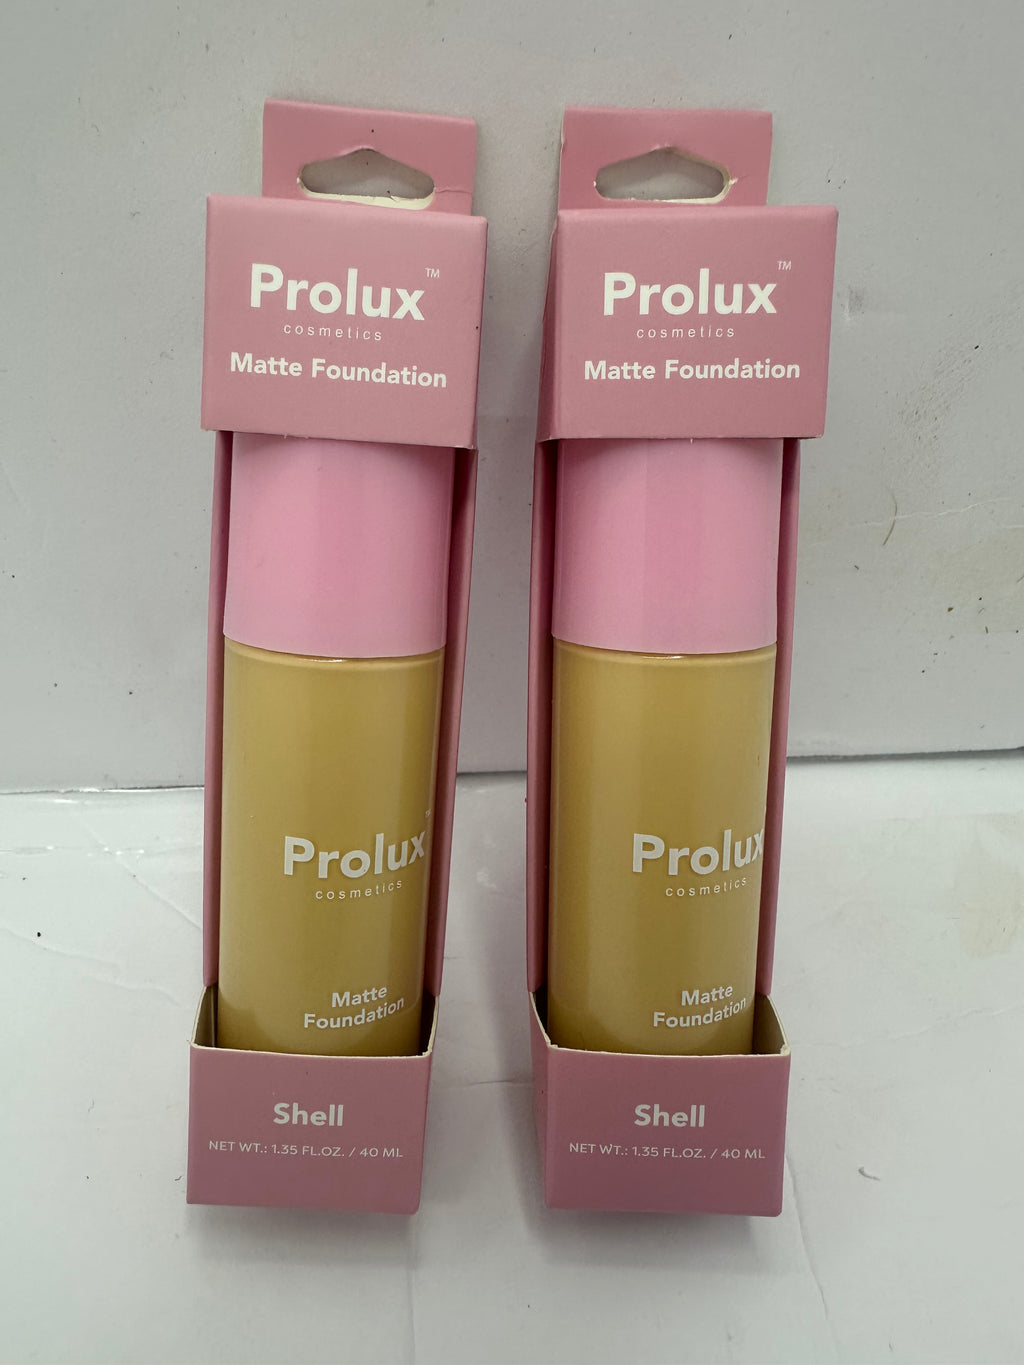 Prolux™
cosmetics
Matte Foundation
Prolux™
cosmetics
Matte
Foundation
Shell
NET WT.: 1.35 FL.OZ. / 40 ML
Prolux™
cosmetics
Matte Foundation
Prolux
cosmetics
Matte
Foundation
Shell
NET WT.: 1.35 FL.OZ. / 40 ML